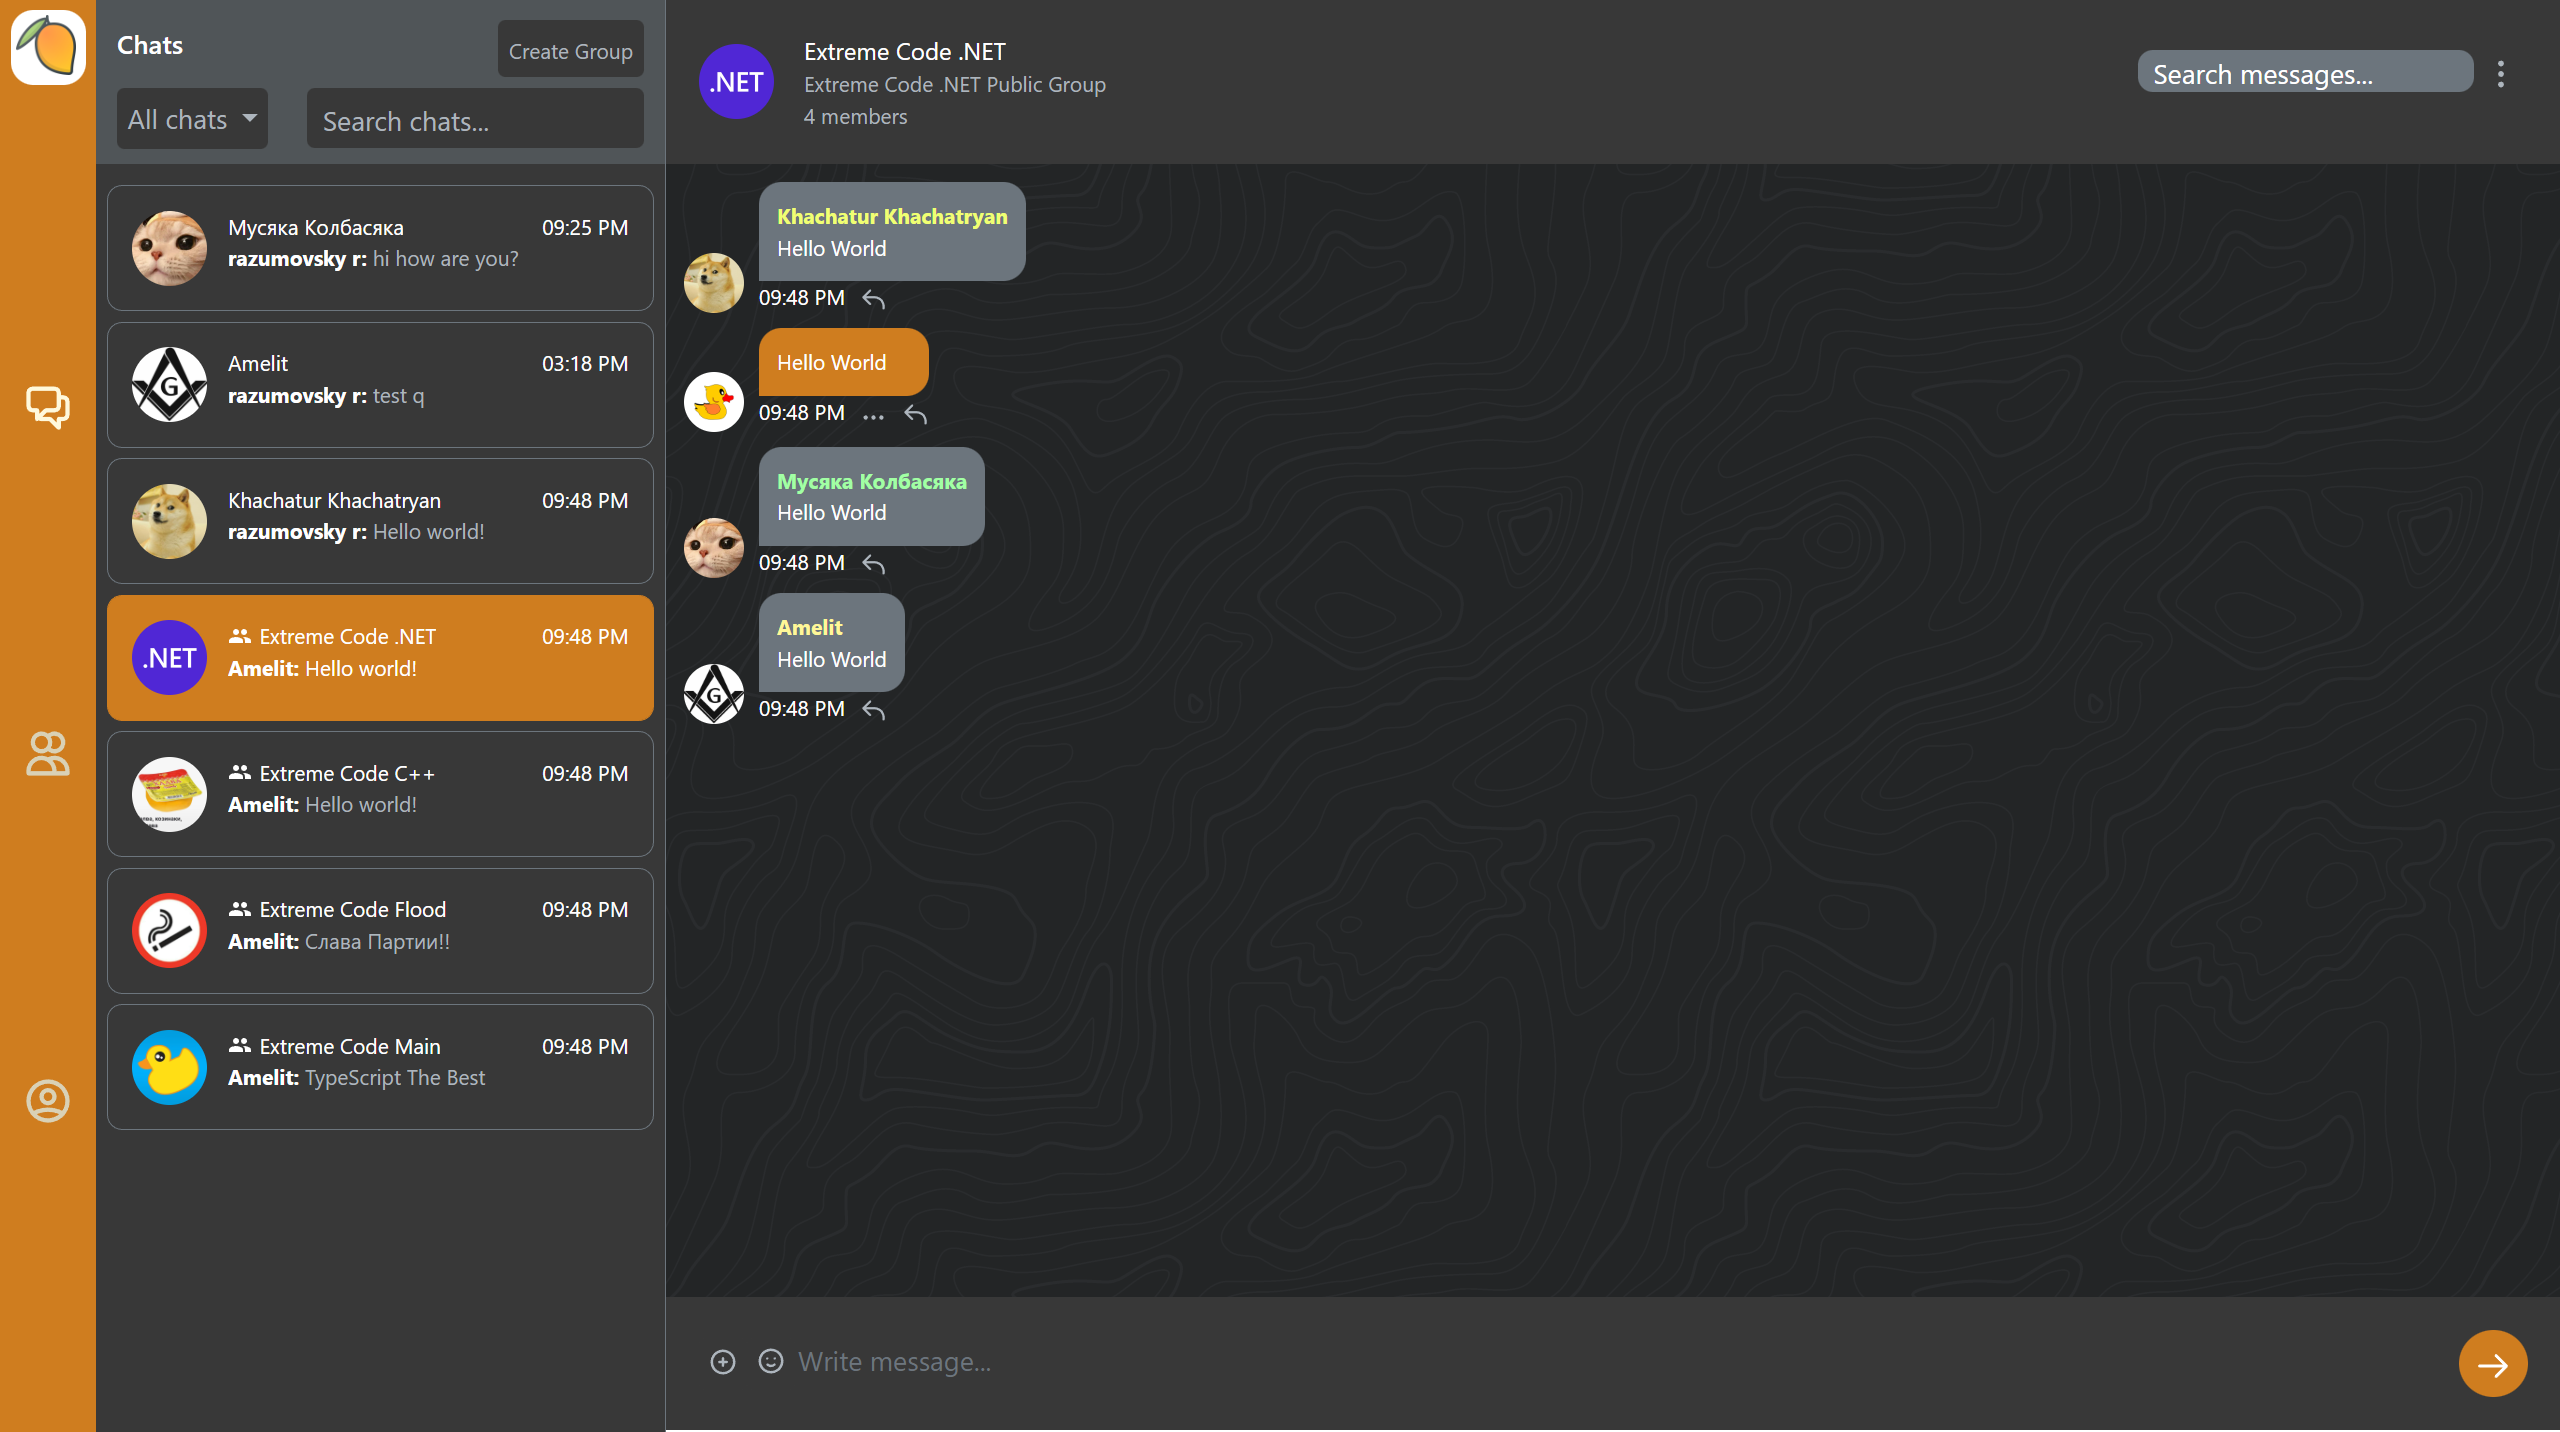 Chats
Create Group
All chats
Search chats...
Мусяка Колбасяка 09:25 PM
razumovsky r: hi how are you?
Amelit 03:18 PM
razumovsky r: test q
G
Khachatur Khachatryan 09:48 PM
razumovsky r: Hello world!
.NET
Extreme Code .NET 09:48 PM
Amelit: Hello world!
Extreme Code C++ 09:48 PM
Amelit: Hello world!
Extreme Code Flood 09:48 PM
Amelit: Слава Партии!!
Extreme Code Main 09:48 PM
Amelit: TypeScript The Best
.NET
Extreme Code .NET
Extreme Code .NET Public Group
4 members
Search messages...
Khachatur Khachatryan
Hello World
09:48 PM
Hello World
09:48 PM
Мусяка Колбасяка
Hello World
09:48 PM
Amelit
Hello World
G
09:48 PM
Write message...